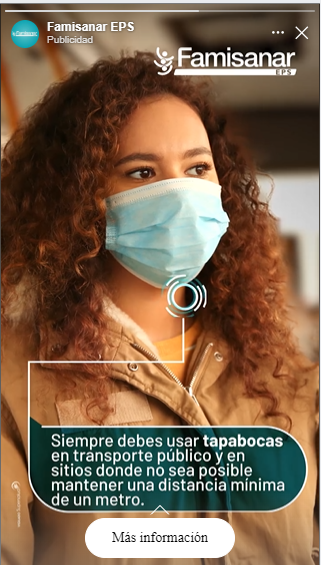 Famisanar EPS
Publicidad
Famisanar
EPS
Siempre debes usar tapabocas
en transporte público y en
sitios donde no sea posible
mantener una distancia mínima
de un metro.
Más información